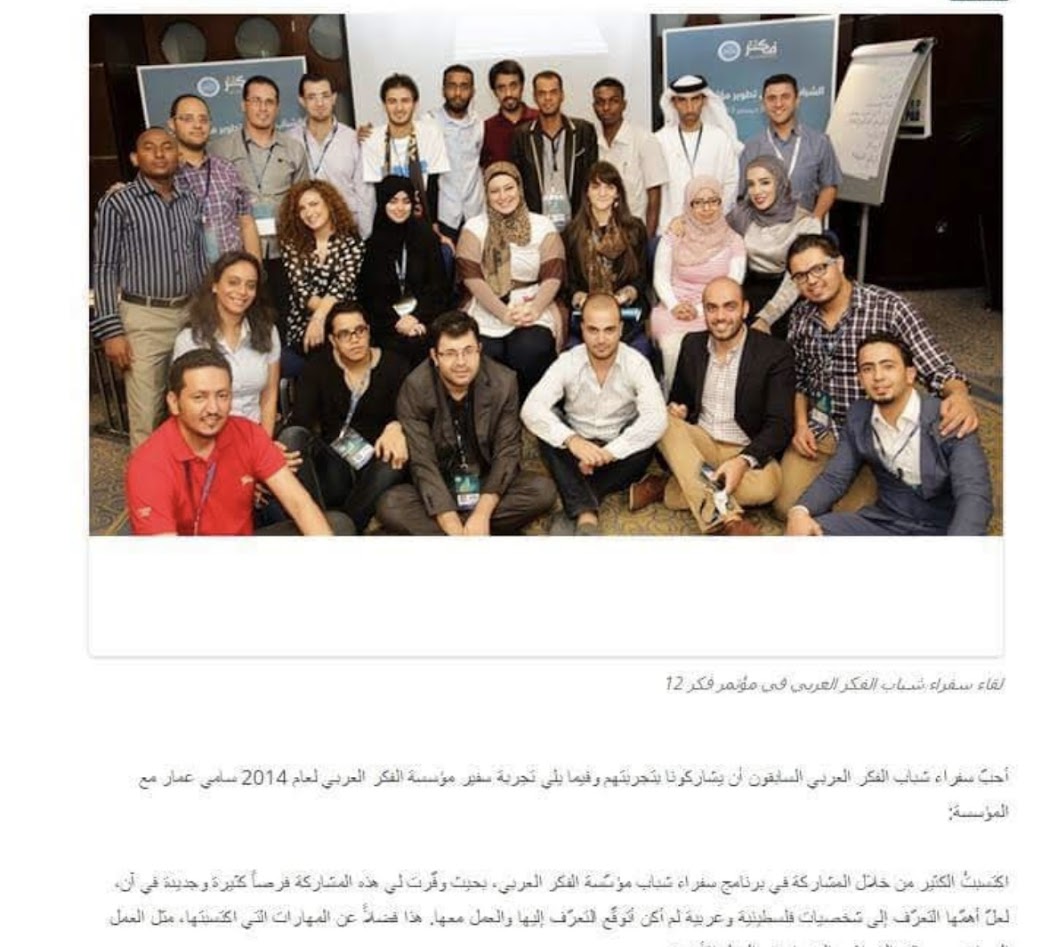 فكر
فكر
الشباب
تطوير
لقاء سفراء شباب الفكر العربي في مؤتمر فكر 12
أحبّ سفراء شباب الفكر العربي السابقون أن يشاركونا بتجربتهم وفيما يلي تجربة سفير مؤسسة الفكر العربي لعام 2014 سامي عمار مع
المؤسسة:
اكتسبتُ الكثير من خلال المشاركة في برنامج سفراء شباب مؤسّسة الفكر العربي، بحيث وفّرت لي هذه المشاركة فرصاً كثيرة وجديدة في آن،
لعلّ أهمّها التعرّف إلى شخصيات فلسطينية وعربية لم أكن أتوقّع التعرّف إليها والعمل معها. هذا فضلاً عن المهارات التي اكتسبتها، مثل العمل